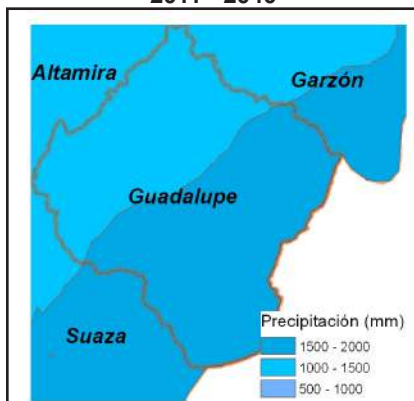 Altamira
Garzón
Guadalupe
Suaza
Precipitación (mm)
1500 - 2000
1000 - 1500
500 - 1000